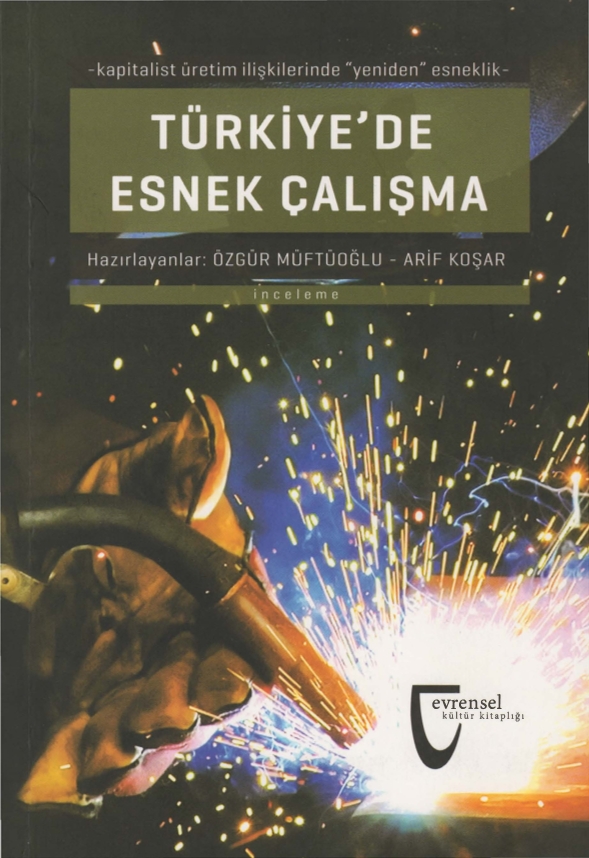 -kapitalist üretim ilişkilerinde "yeniden" esneklik-
TÜRKİYE'DE
ESNEK ÇALIŞMA
Hazırlayanlar: ÖZGÜR MÜFTÜOĞLU - ARİF KOŞAR
inceleme
evrensel
kültür kitaplığı